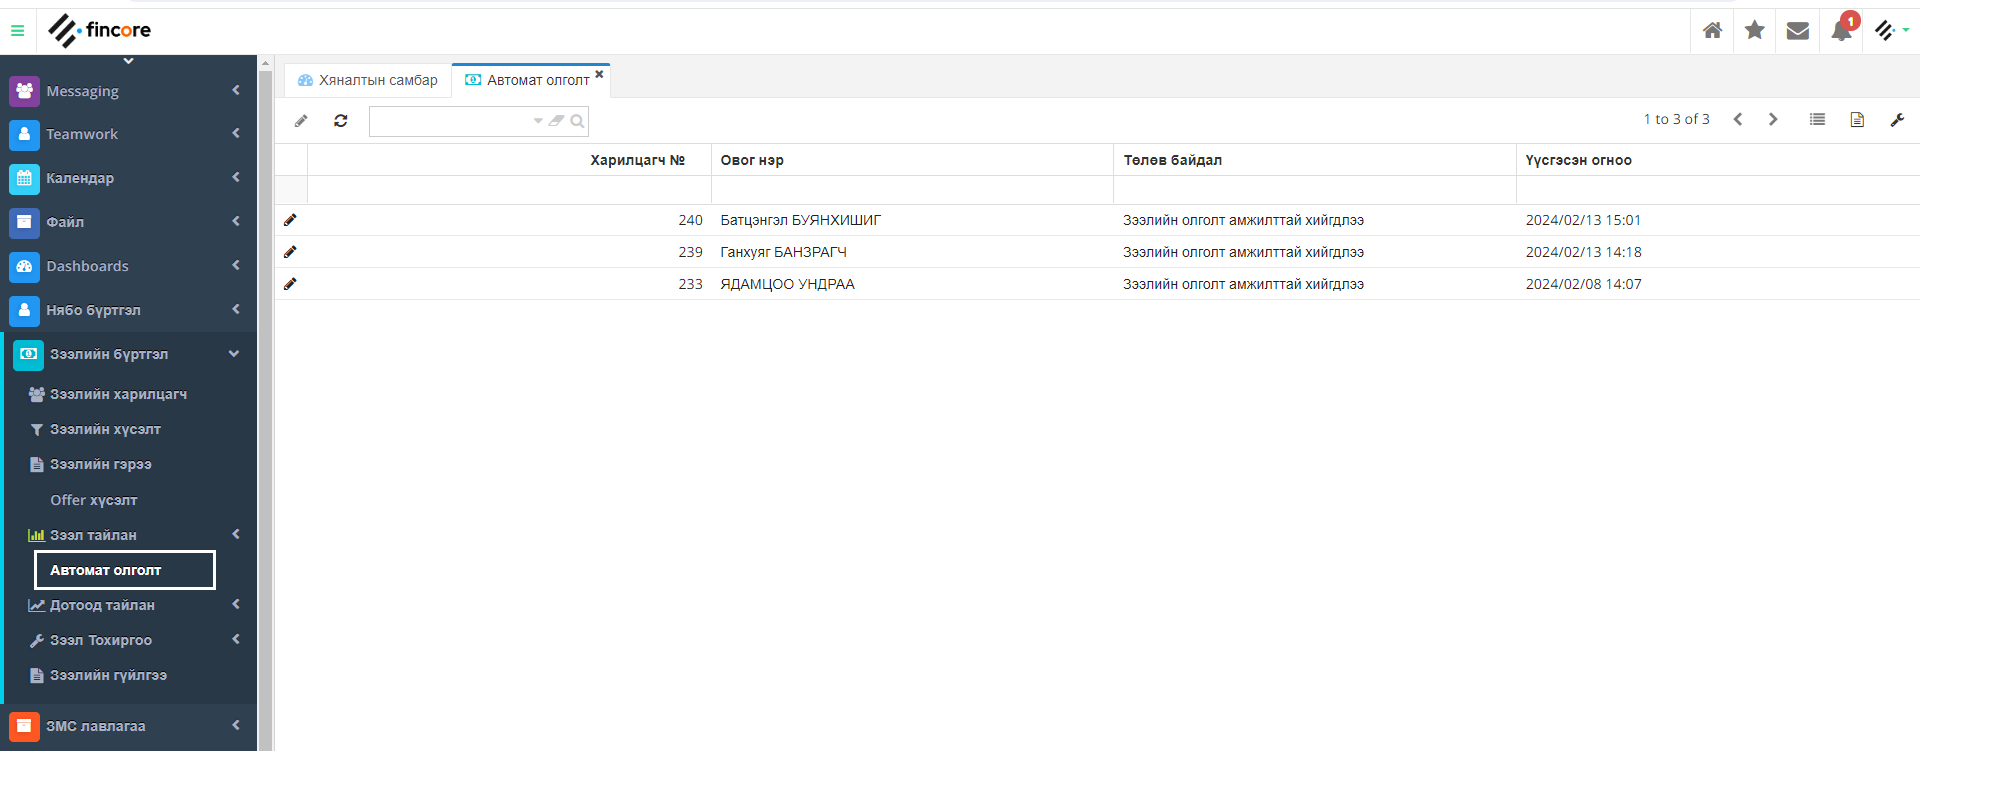 fincore
1
Messaging
Teamwork
Календар
Файл
Dashboards
Нябо бүртгэл
Зээлийн бүртгэл
Зээлийн харилцагч
Зээлийн хүсэлт
Зээлийн гэрээ
Offer хүсэлт
Зээл тайлан
Автомат олголт
Дотоод тайлан
Зээл Тохиргоо
Зээлийн гүйлгээ
ЗМС лавлагаа
Хяналтын самбар Автомат олголт
1 to 3 of 3
Харилцагч № Овог нэр Төлөв байдал Үүсгэсэн огноо
240 Батцэнгэл БУЯНХИШИГ Зээлийн олголт амжилттай хийгдлээ 2024/02/13 15:01
239 Ганхуяг БАНЗРАГЧ Зээлийн олголт амжилттай хийгдлээ 2024/02/13 14:18
233 ЯДАМЦОО УНДРАА Зээлийн олголт амжилттай хийгдлээ 2024/02/08 14:07